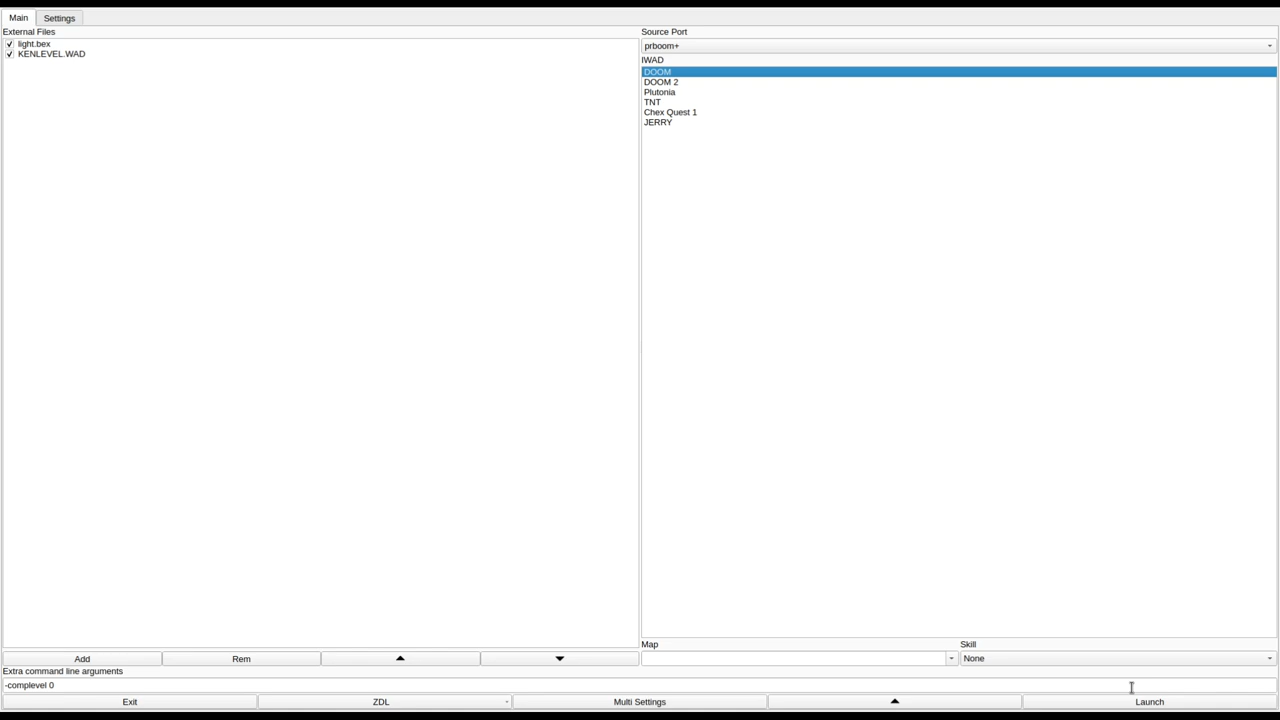 Main
Settings
External Files
light.bex
KENLEVEL.WAD
Source Port
prboom+
IWAD
DOOM
DOOM 2
Plutonia
TNT
Chex Quest 1
JERRY
Map
Skill
None
Add
Rem
Extra command line arguments
-complevel 0
Exit
ZDL
Multi Settings
Launch